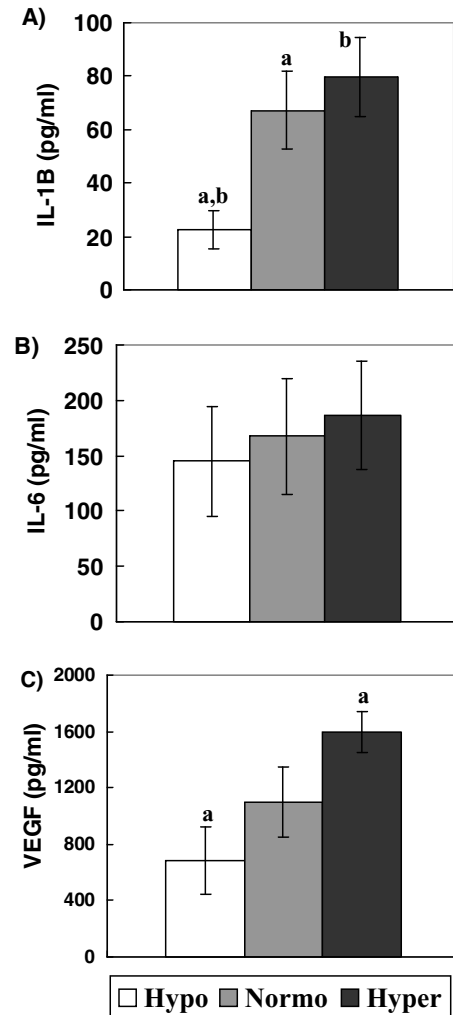 A)
IL-1B (pg/ml)
100
80
60
40
20
0
a,b
a
b
B)
IL-6 (pg/ml)
250
200
150
100
50
0
C)
VEGF (pg/ml)
2000
1600
1200
800
400
0
a
a
Hypo Normo Hyper